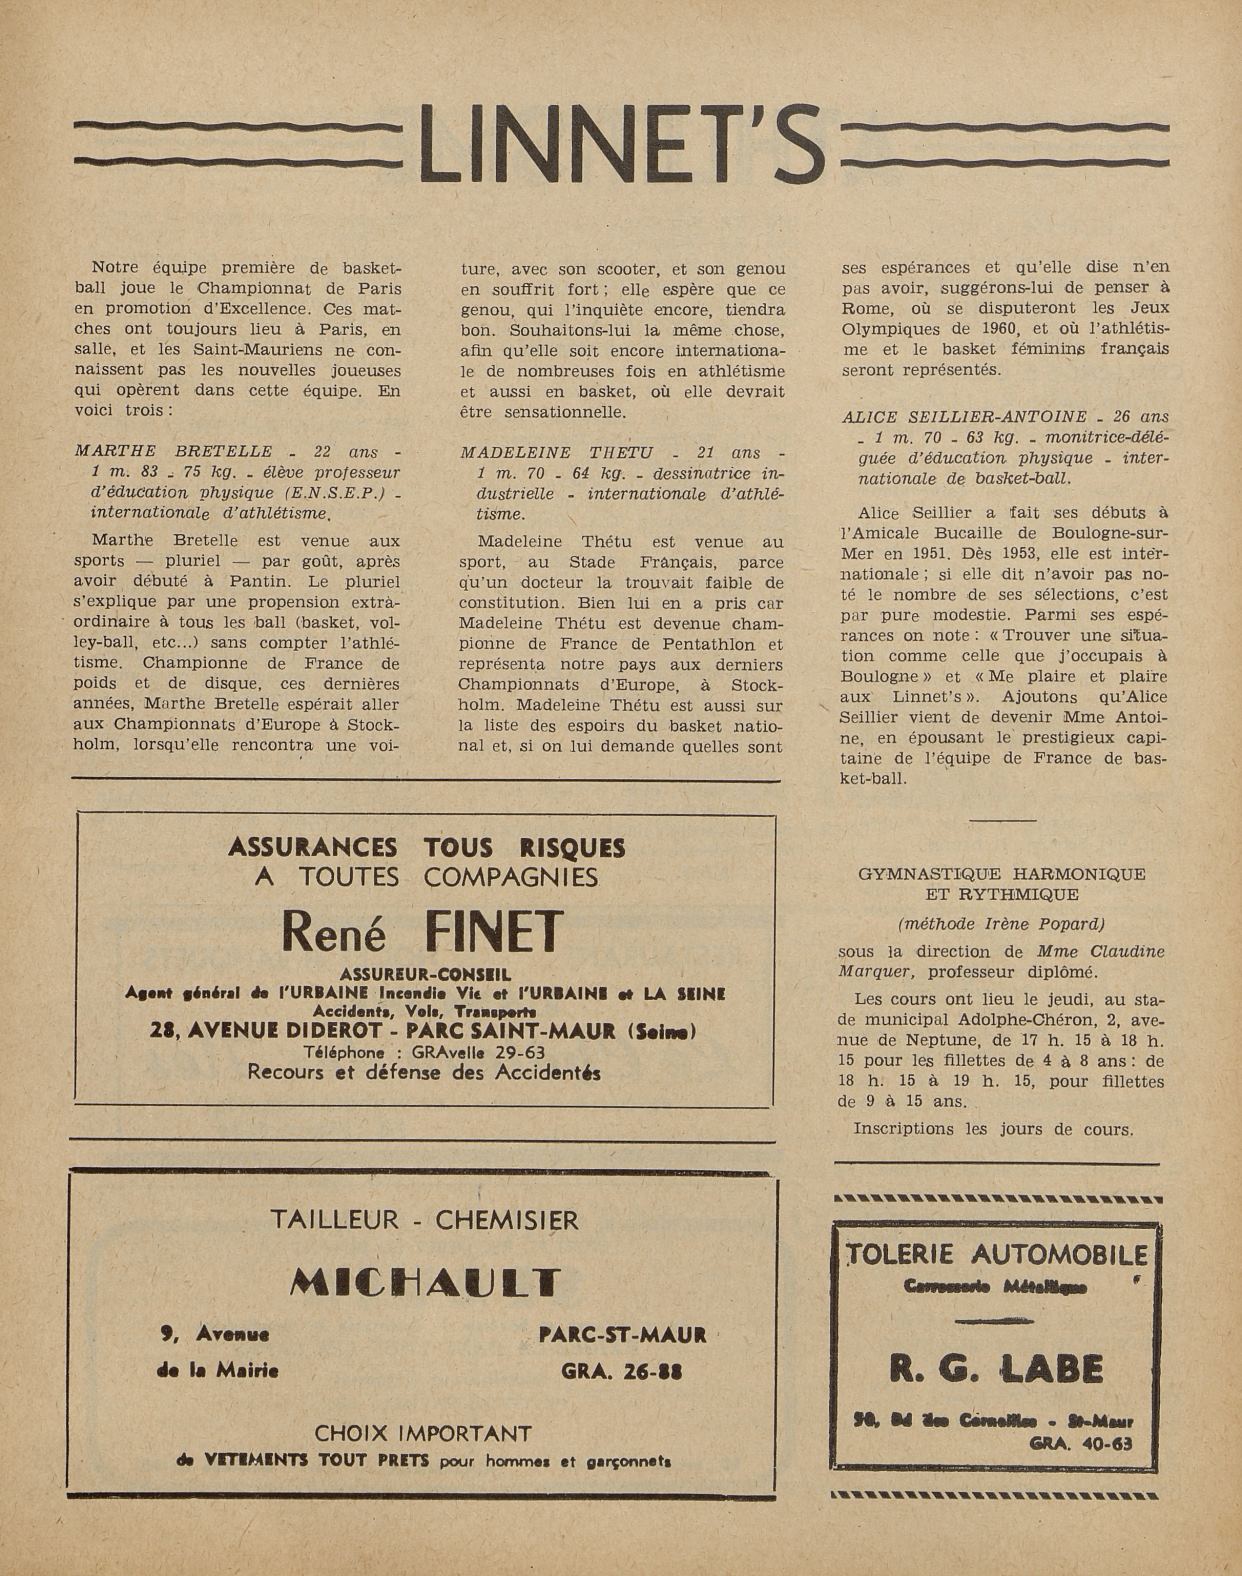 LINNET'S
Notre équipe première de basket-
ball joue le Championnat de Paris
en promotion d'Excellence. Ces mat-
ches ont toujours lieu à Paris, en
salle, et les Saint-Mauriens ne con-
naissent pas les nouvelles joueuses
qui opèrent dans cette équipe. En
voici trois :
MARTHE BRETELLE - 22 ans -
1 m. 83 - 75 kg. - élève professeur
d'éducation physique (E.N.S.E.P.) -
internationale d'athlétisme.
Marthe Bretelle est venue aux
sports — pluriel — par goût, après
avoir débuté à Pantin. Le pluriel
s'explique par une propension extra-
ordinaire à tous les ball (basket, vol-
ley-ball, etc...) sans compter l'athlé-
tisme. Championne de France de
poids et de disque, ces dernières
années, Marthe Bretelle espérait aller
aux Championnats d'Europe à Stock-
holm, lorsqu'elle rencontra une voi-
ture, avec son scooter, et son genou
en souffrit fort ; elle espère que ce
genou, qui l'inquiète encore, tiendra
bon. Souhaitons-lui la même chose,
afin qu'elle soit encore internationa-
le de nombreuses fois en athlétisme
et aussi en basket, où elle devrait
être sensationnelle.
MADELEINE THETU - 21 ans -
1 m. 70 - 64 kg. - dessinatrice in-
dustrielle - internationale d'athlé-
tisme.
Madeleine Thétu est venue au
sport, au Stade Français, parce
qu'un docteur la trouvait faible de
constitution. Bien lui en a pris car
Madeleine Thétu est devenue cham-
pionne de France de Pentathlon et
représenta notre pays aux derniers
Championnats d'Europe, à Stock-
holm. Madeleine Thétu est aussi sur
la liste des espoirs du basket natio-
nal et, si on lui demande quelles sont
ses espérances et qu'elle dise n'en
pas avoir, suggérons-lui de penser à
Rome, où se disputeront les Jeux
Olympiques de 1960, et où l'athlétis-
me et le basket féminins français
seront représentés.
ALICE SEILLIER-ANTOINE - 26 ans
- 1 m. 70 - 63 kg. - monitrice-délé-
guée d'éducation physique - inter-
nationale de basket-ball.
Alice Seillier a fait ses débuts à
l'Amicale Bucaille de Boulogne-sur-
Mer en 1951. Dès 1953, elle est inter-
nationale ; si elle dit n'avoir pas no-
té le nombre de ses sélections, c'est
par pure modestie. Parmi ses espé-
rances on note : « Trouver une situa-
tion comme celle que j'occupais à
Boulogne » et « Me plaire et plaire
aux Linnet's ». Ajoutons qu'Alice
Seillier vient de devenir Mme Antoi-
ne, en épousant le prestigieux capi-
taine de l'équipe de France de bas-
ket-ball.
GYMNASTIQUE HARMONIQUE
ET RYTHMIQUE
(méthode Irène Popard)
sous la direction de Mme Claudine
Marquer, professeur diplômé.
Les cours ont lieu le jeudi, au sta-
de municipal Adolphe-Chéron, 2, ave-
nue de Neptune, de 17 h. 15 à 18 h.
15 pour les fillettes de 4 à 8 ans : de
18 h. 15 à 19 h. 15, pour fillettes
de 9 à 15 ans.
Inscriptions les jours de cours.
ASSURANCES TOUS RISQUES
A TOUTES COMPAGNIES
René FINET
ASSUREUR-CONSEIL
Agent général de l'URBAINE Incendie Vie et l'URBAINE et LA SEINE
Accidents, Vols, Transports
28, AVENUE DIDEROT - PARC SAINT-MAUR (Seine)
Téléphone : GRAvelle 29-63
Recours et défense des Accidentés
TAILLEUR - CHEMISIER
MICHAULT
9, Avenue
de la Mairie
PARC-ST-MAUR
GRA. 26-88
CHOIX IMPORTANT
de VETEMENTS TOUT PRETS pour hommes et garçonnets
TOLERIE AUTOMOBILE
Carrosserie Métallique
R. G. LABE
90, Bd des Corneilles - St-Maur
GRA. 40-63